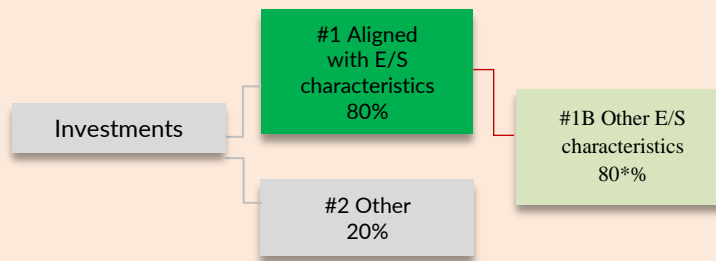 #1 Aligned
with E/S
characteristics
80%
Investments
#1B Other E/S
characteristics
80*%
#2 Other
20%